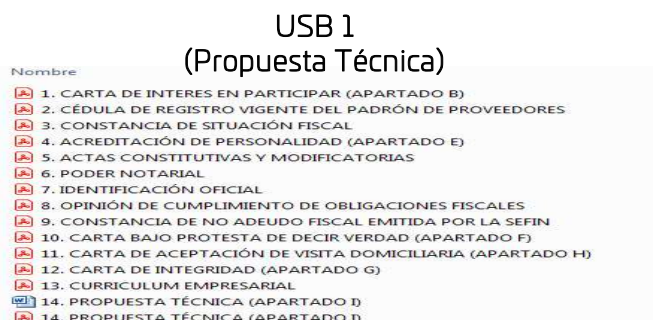 USB 1
(Propuesta Técnica)
Nombre
1. CARTA DE INTERES EN PARTICIPAR (APARTADO B)
2. CÉDULA DE REGISTRO VIGENTE DEL PADRÓN DE PROVEEDORES
3. CONSTANCIA DE SITUACIÓN FISCAL
4. ACREDITACIÓN DE PERSONALIDAD (APARTADO E)
5. ACTAS CONSTITUTIVAS Y MODIFICATORIAS
6. PODER NOTARIAL
7. IDENTIFICACIÓN OFICIAL
8. OPINIÓN DE CUMPLIMIENTO DE OBLIGACIONES FISCALES
9. CONSTANCIA DE NO ADEUDO FISCAL EMITIDA POR LA SEFIN
10. CARTA BAJO PROTESTA DE DECIR VERDAD (APARTADO F)
11. CARTA DE ACEPTACIÓN DE VISITA DOMICILIARIA (APARTADO H)
12. CARTA DE INTEGRIDAD (APARTADO G)
13. CURRICULUM EMPRESARIAL
14. PROPUESTA TÉCNICA (APARTADO I)
14. PROPUESTA TÉCNICA (APARTADO I)